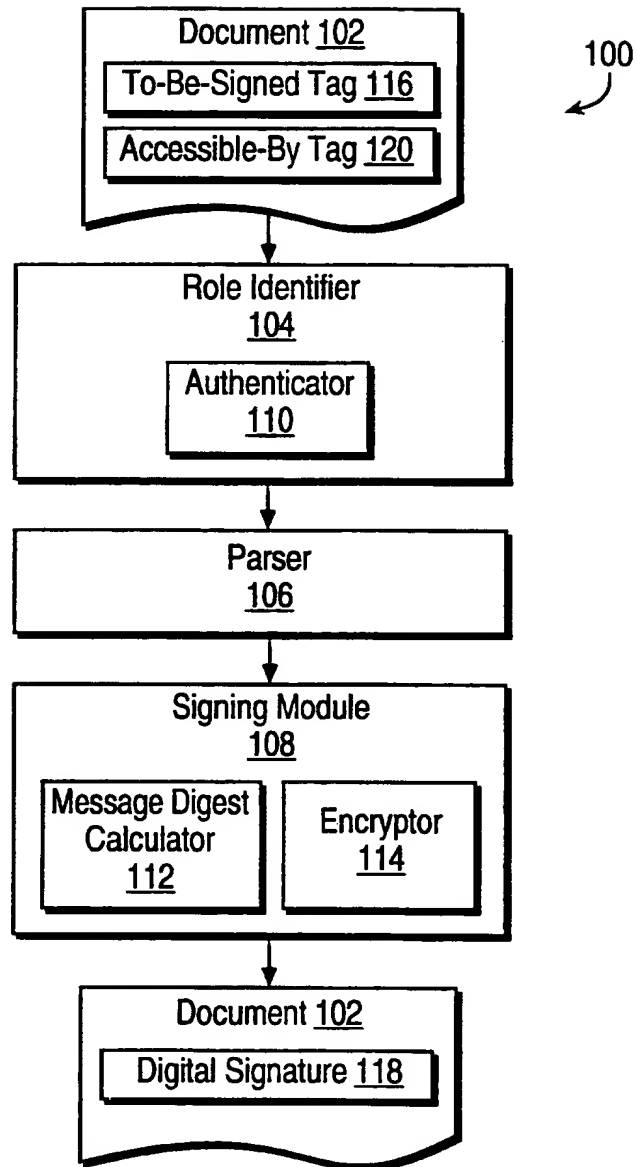 Document 102
100
To-Be-Signed Tag 116
Accessible-By Tag 120
Role Identifier
104
Authenticator
110
Parser
106
Signing Module
108
Message Digest
Calculator
112
Encryptor
114
Document 102
Digital Signature 118